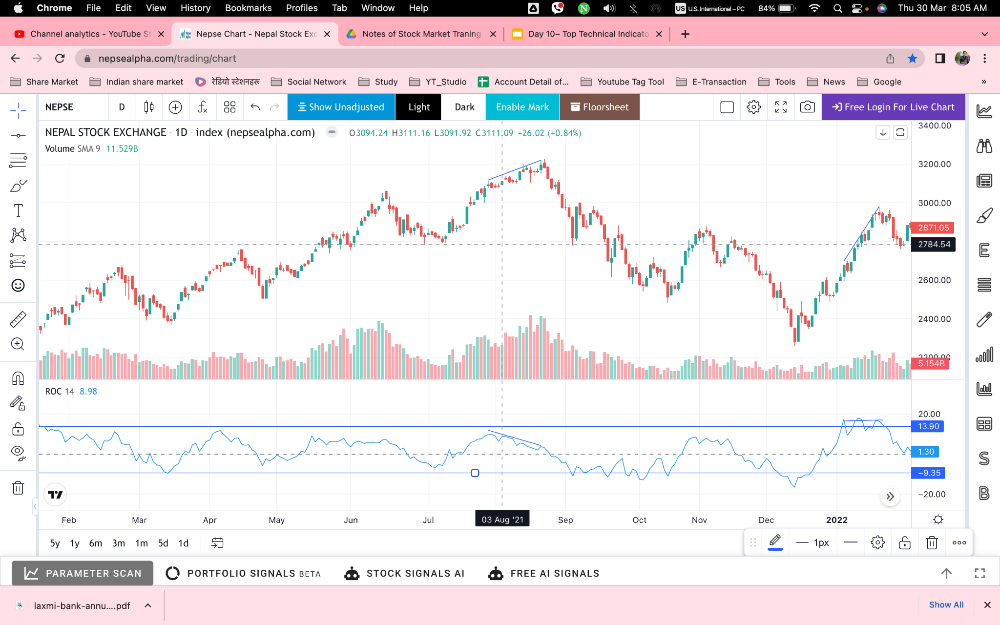 Chrome File Edit View History Bookmarks Profiles Tab Window Help US U.S. International – PC 84% Thu 30 Mar 8:05 AM
Channel analytics - YouTube St Nepse Chart - Nepal Stock Exc Notes of Stock Market Traning Day 10– Top Technical Indicato
nepsealpha.com/trading/chart
Share Market Indian share market रेडियो स्टेशनहरू Social Network Study YT_Studio Account Detail of... Youtube Tag Tool E-Transaction Tools News Google »
NEPSE D Show Unadjusted Light Dark Enable Mark Floorsheet Free Login For Live Chart
NEPAL STOCK EXCHANGE · 1D · index (nepsealpha.com) O3094.24 H3111.16 L3091.92 C3111.09 +26.02 (+0.84%)
Volume SMA 9 11.529B
3400.00
3200.00
3000.00
2871.05
2784.54
2600.00
2400.00
2200.00
5.154B
ROC 14 8.98
20.00
13.90
1.30
−9.35
−20.00
Feb Mar Apr May Jun Jul 03 Aug '21 Sep Oct Nov Dec 2022
5y 1y 6m 3m 1m 5d 1d 1px
PARAMETER SCAN PORTFOLIO SIGNALS BETA STOCK SIGNALS AI FREE AI SIGNALS
laxmi-bank-annu....pdf Show All